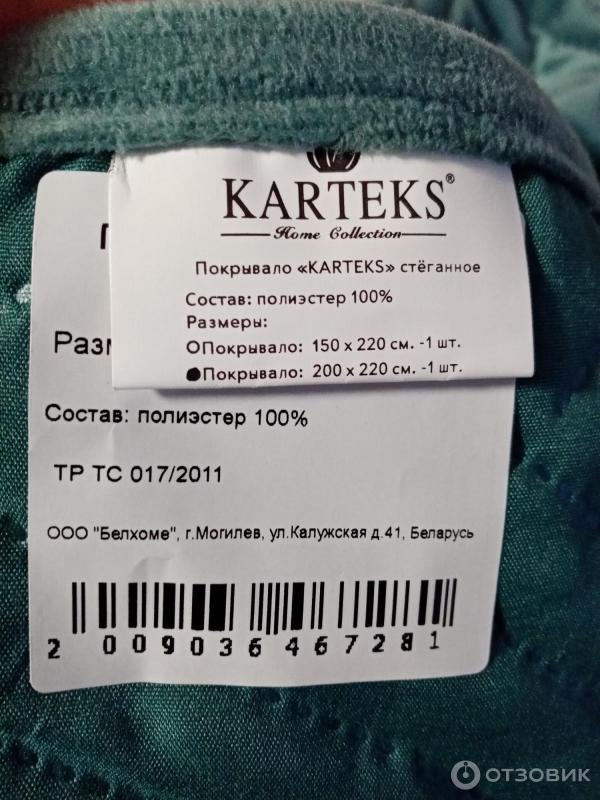 KARTEKS®
Home Collection
Покрывало «KARTEKS» стёганное
Состав: полиэстер 100%
Размеры:
Покрывало: 150 x 220 см. -1 шт.
Покрывало: 200 x 220 см. -1 шт.
Состав: полиэстер 100%
ТР ТС 017/2011
ООО "Белхоме", г.Могилев, ул.Калужская д.41, Беларусь
2 009036 467281
ОТЗОВИК